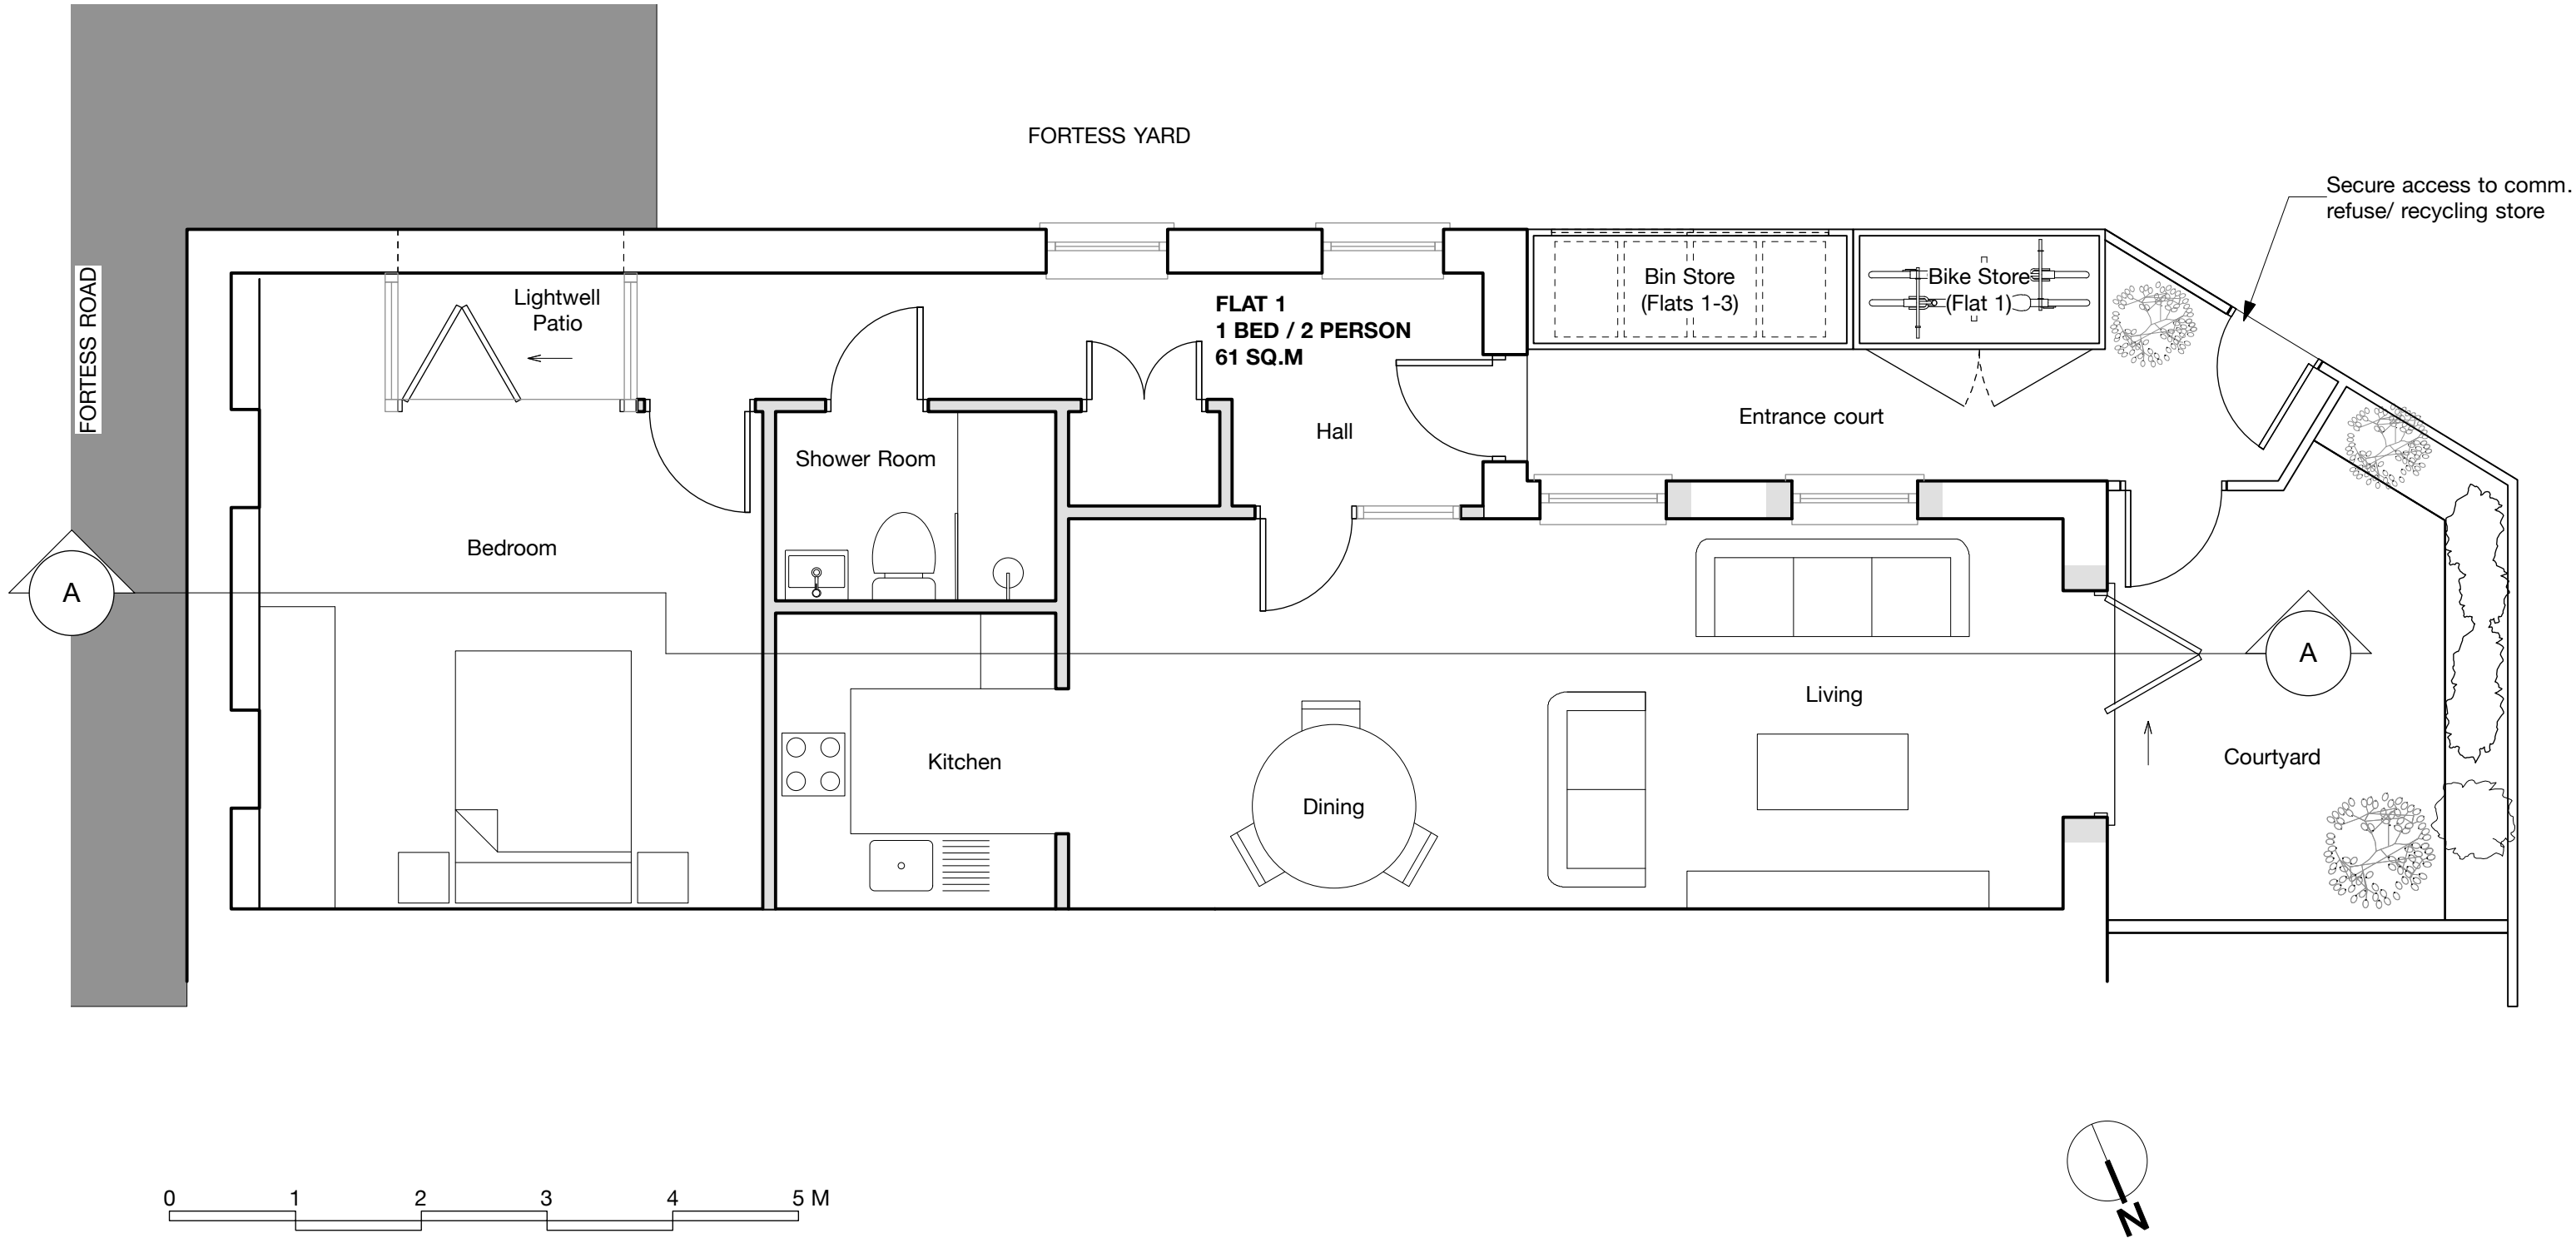 FORTESS YARD
Secure access to comm.
refuse/ recycling store
FORTESS ROAD
Lightwell
Patio
FLAT 1
1 BED / 2 PERSON
61 SQ.M
Bin Store
(Flats 1-3)
Bike Store
(Flat 1)
Entrance court
Hall
Shower Room
Bedroom
A
A
Living
Kitchen
Dining
Courtyard
0 1 2 3 4 5 M
N